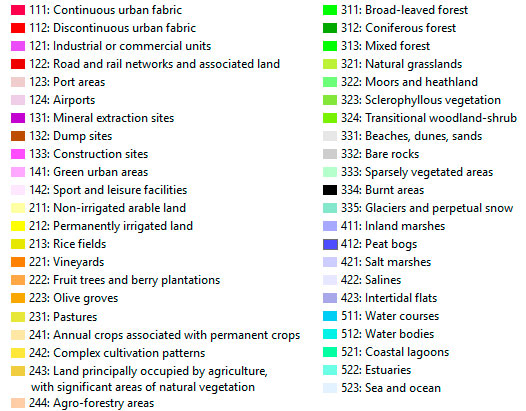 111: Continuous urban fabric
112: Discontinuous urban fabric
121: Industrial or commercial units
122: Road and rail networks and associated land
123: Port areas
124: Airports
131: Mineral extraction sites
132: Dump sites
133: Construction sites
141: Green urban areas
142: Sport and leisure facilities
211: Non-irrigated arable land
212: Permanently irrigated land
213: Rice fields
221: Vineyards
222: Fruit trees and berry plantations
223: Olive groves
231: Pastures
241: Annual crops associated with permanent crops
242: Complex cultivation patterns
243: Land principally occupied by agriculture,
with significant areas of natural vegetation
244: Agro-forestry areas
311: Broad-leaved forest
312: Coniferous forest
313: Mixed forest
321: Natural grasslands
322: Moors and heathland
323: Sclerophyllous vegetation
324: Transitional woodland-shrub
331: Beaches, dunes, sands
332: Bare rocks
333: Sparsely vegetated areas
334: Burnt areas
335: Glaciers and perpetual snow
411: Inland marshes
412: Peat bogs
421: Salt marshes
422: Salines
423: Intertidal flats
511: Water courses
512: Water bodies
521: Coastal lagoons
522: Estuaries
523: Sea and ocean